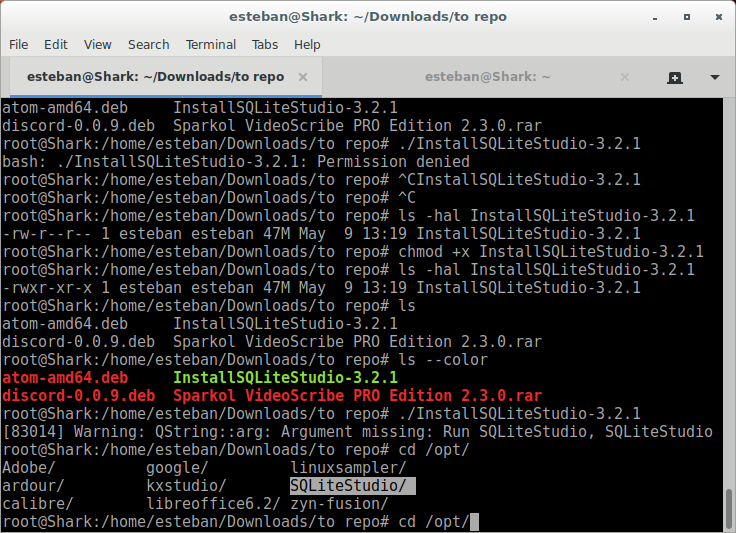 esteban@Shark: ~/Downloads/to repo
File Edit View Search Terminal Tabs Help
esteban@Shark: ~/Downloads/to repo × esteban@Shark: ~ ×
atom-amd64.deb     InstallSQLiteStudio-3.2.1
discord-0.0.9.deb  Sparkol VideoScribe PRO Edition 2.3.0.rar
root@Shark:/home/esteban/Downloads/to repo# ./InstallSQLiteStudio-3.2.1
bash: ./InstallSQLiteStudio-3.2.1: Permission denied
root@Shark:/home/esteban/Downloads/to repo# ^CInstallSQLiteStudio-3.2.1
root@Shark:/home/esteban/Downloads/to repo# ^C
root@Shark:/home/esteban/Downloads/to repo# ls -hal InstallSQLiteStudio-3.2.1
-rw-r--r-- 1 esteban esteban 47M May  9 13:19 InstallSQLiteStudio-3.2.1
root@Shark:/home/esteban/Downloads/to repo# chmod +x InstallSQLiteStudio-3.2.1
root@Shark:/home/esteban/Downloads/to repo# ls -hal InstallSQLiteStudio-3.2.1
-rwxr-xr-x 1 esteban esteban 47M May  9 13:19 InstallSQLiteStudio-3.2.1
root@Shark:/home/esteban/Downloads/to repo# ls
atom-amd64.deb     InstallSQLiteStudio-3.2.1
discord-0.0.9.deb  Sparkol VideoScribe PRO Edition 2.3.0.rar
root@Shark:/home/esteban/Downloads/to repo# ls --color
atom-amd64.deb     InstallSQLiteStudio-3.2.1
discord-0.0.9.deb  Sparkol VideoScribe PRO Edition 2.3.0.rar
root@Shark:/home/esteban/Downloads/to repo# ./InstallSQLiteStudio-3.2.1
[83014] Warning: QString::arg: Argument missing: Run SQLiteStudio, SQLiteStudio
root@Shark:/home/esteban/Downloads/to repo# cd /opt/
Adobe/          google/         linuxsampler/
ardour/         kxstudio/       SQLiteStudio/
calibre/        libreoffice6.2/ zyn-fusion/
root@Shark:/home/esteban/Downloads/to repo# cd /opt/